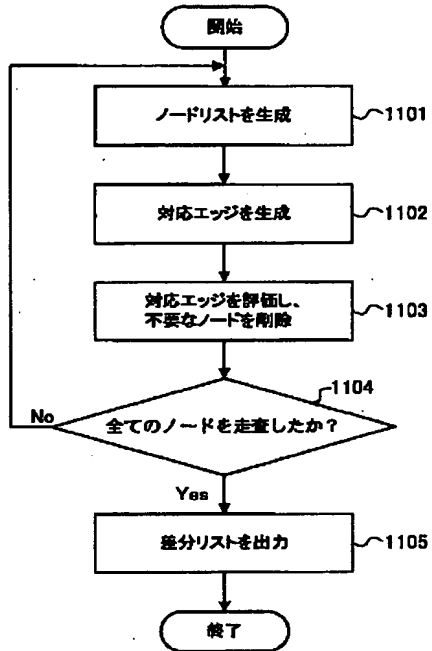 開始
ノードリストを生成
1101
対応エッジを生成
1102
対応エッジを評価し、
不要なノードを削除
1103
1104
全てのノードを走査したか?
No
Yes
差分リストを出力
1105
終了